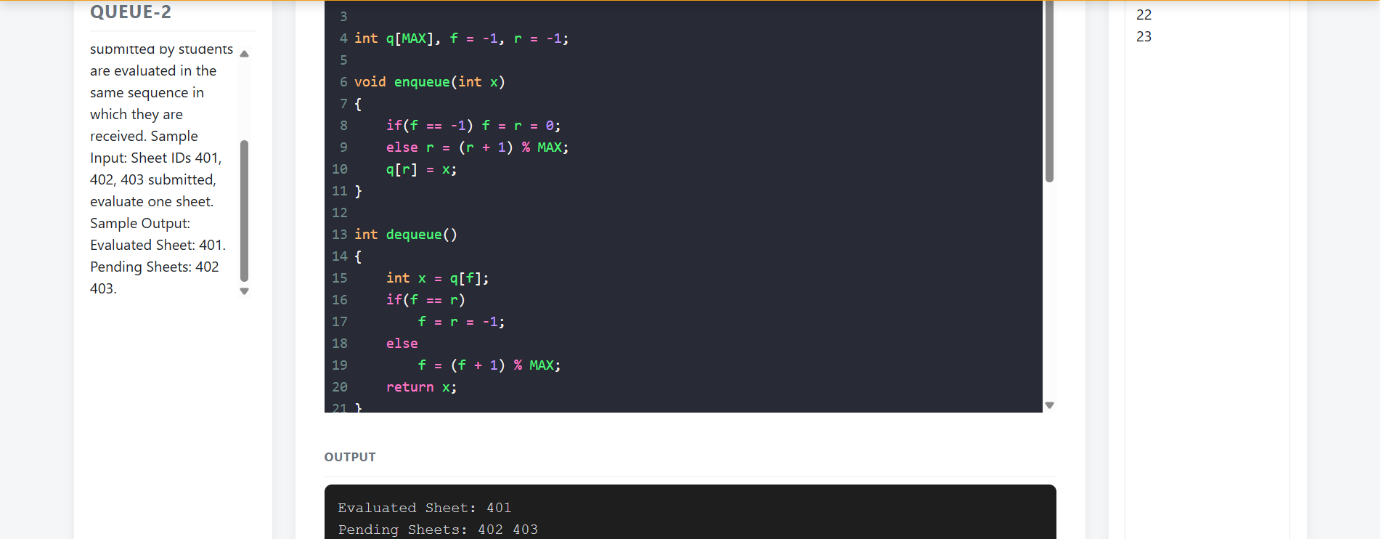 QUEUE-2
submitted by students
are evaluated in the
same sequence in
which they are
received. Sample
Input: Sheet IDs 401,
402, 403 submitted,
evaluate one sheet.
Sample Output:
Evaluated Sheet: 401.
Pending Sheets: 402
403.
3
4 int q[MAX], f = -1, r = -1;
5
6 void enqueue(int x)
7 {
8     if(f == -1) f = r = 0;
9     else r = (r + 1) % MAX;
10     q[r] = x;
11 }
12
13 int dequeue()
14 {
15     int x = q[f];
16     if(f == r)
17         f = r = -1;
18     else
19         f = (f + 1) % MAX;
20     return x;
21 }
OUTPUT
Evaluated Sheet: 401
Pending Sheets: 402 403
22
23